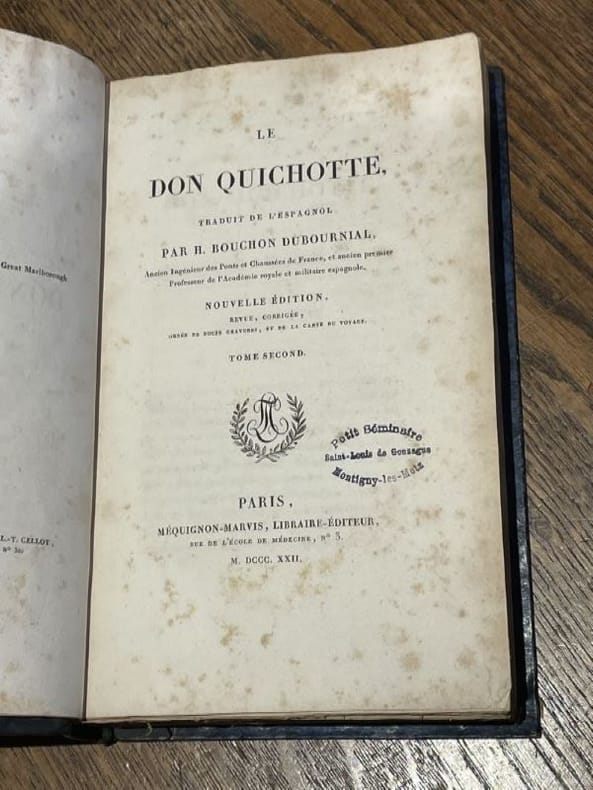 Great Marlborough
L.-T. CELLOT,
LE
DON QUICHOTTE,
TRADUIT DE L'ESPAGNOL
PAR H. BOUCHON DUBOURNIAL,
Ancien Ingénieur des Ponts et Chaussées de France, et ancien premier
Professeur de l'Académie royale et militaire espagnole.
NOUVELLE ÉDITION,
REVUE, CORRIGÉE,
ORNÉE DE DOUZE GRAVURES, ET DE LA CARTE DU VOYAGE.
TOME SECOND.
Petit Séminaire
Saint-Louis de Gonzague
Montigny-les-Metz
PARIS,
MÉQUIGNON-MARVIS, LIBRAIRE-ÉDITEUR,
RUE DE L'ÉCOLE DE MÉDECINE, Nº 3.
M. DCCC. XXII.